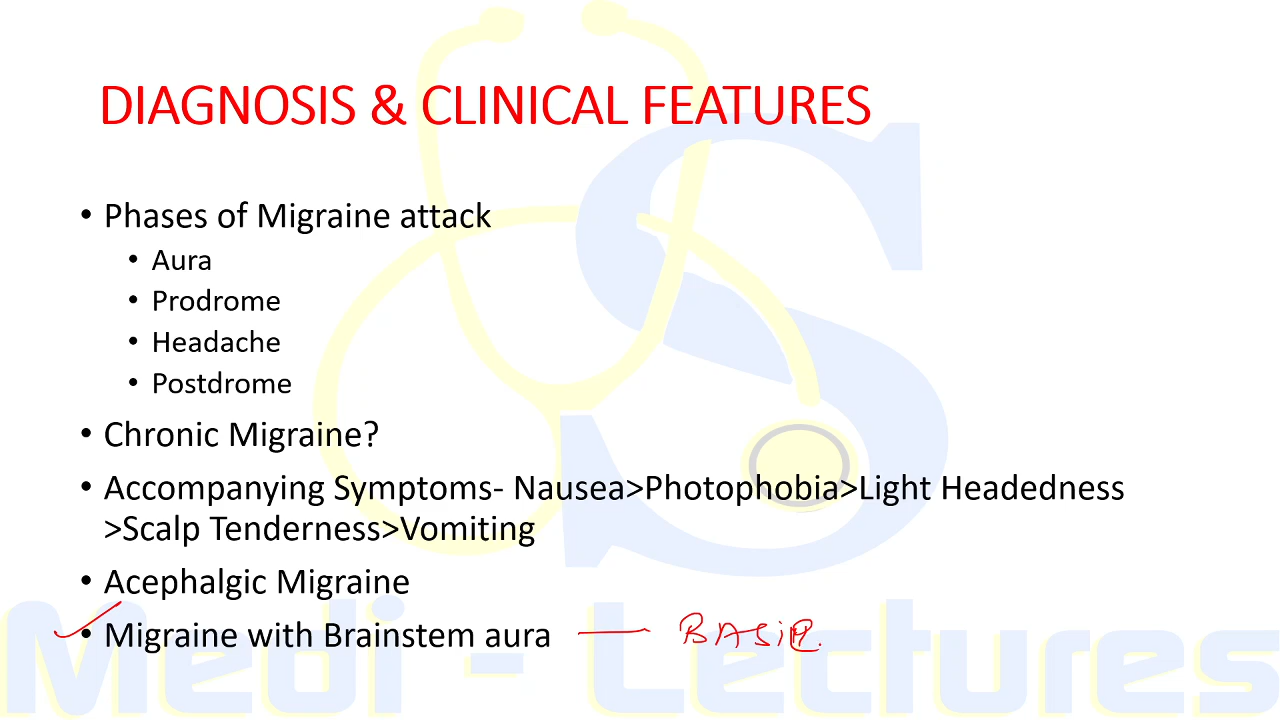 DIAGNOSIS & CLINICAL FEATURES
• Phases of Migraine attack
• Aura
• Prodrome
• Headache
• Postdrome
• Chronic Migraine?
• Accompanying Symptoms- Nausea>Photophobia>Light Headedness
>Scalp Tenderness>Vomiting
• Acephalgic Migraine
• Migraine with Brainstem aura
S
Medi - Lectures